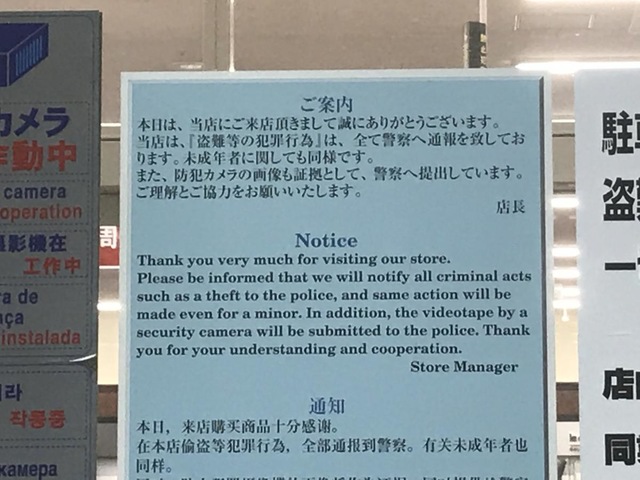 カメラ
作動中
camera
operation
工作中
instalada
작동중
камера
ご案内
本日は、当店にご来店頂きまして誠にありがとうございます。
当店は、『盗難等の犯罪行為』は、全て警察へ通報を致してお
ります。未成年者に関しても同様です。
また、防犯カメラの画像も証拠として、警察へ提出しています。
ご理解とご協力をお願いいたします。
店長
Notice
Thank you very much for visiting our store.
Please be informed that we will notify all criminal acts
such as a theft to the police, and same action will be
made even for a minor. In addition, the videotape by a
security camera will be submitted to the police. Thank
you for your understanding and cooperation.
Store Manager
通知
本日，来店购买商品十分感谢。
在本店偷盗等犯罪行为，全部通报到警察。有关未成年者也
同样。
駐
盗
一
店
同